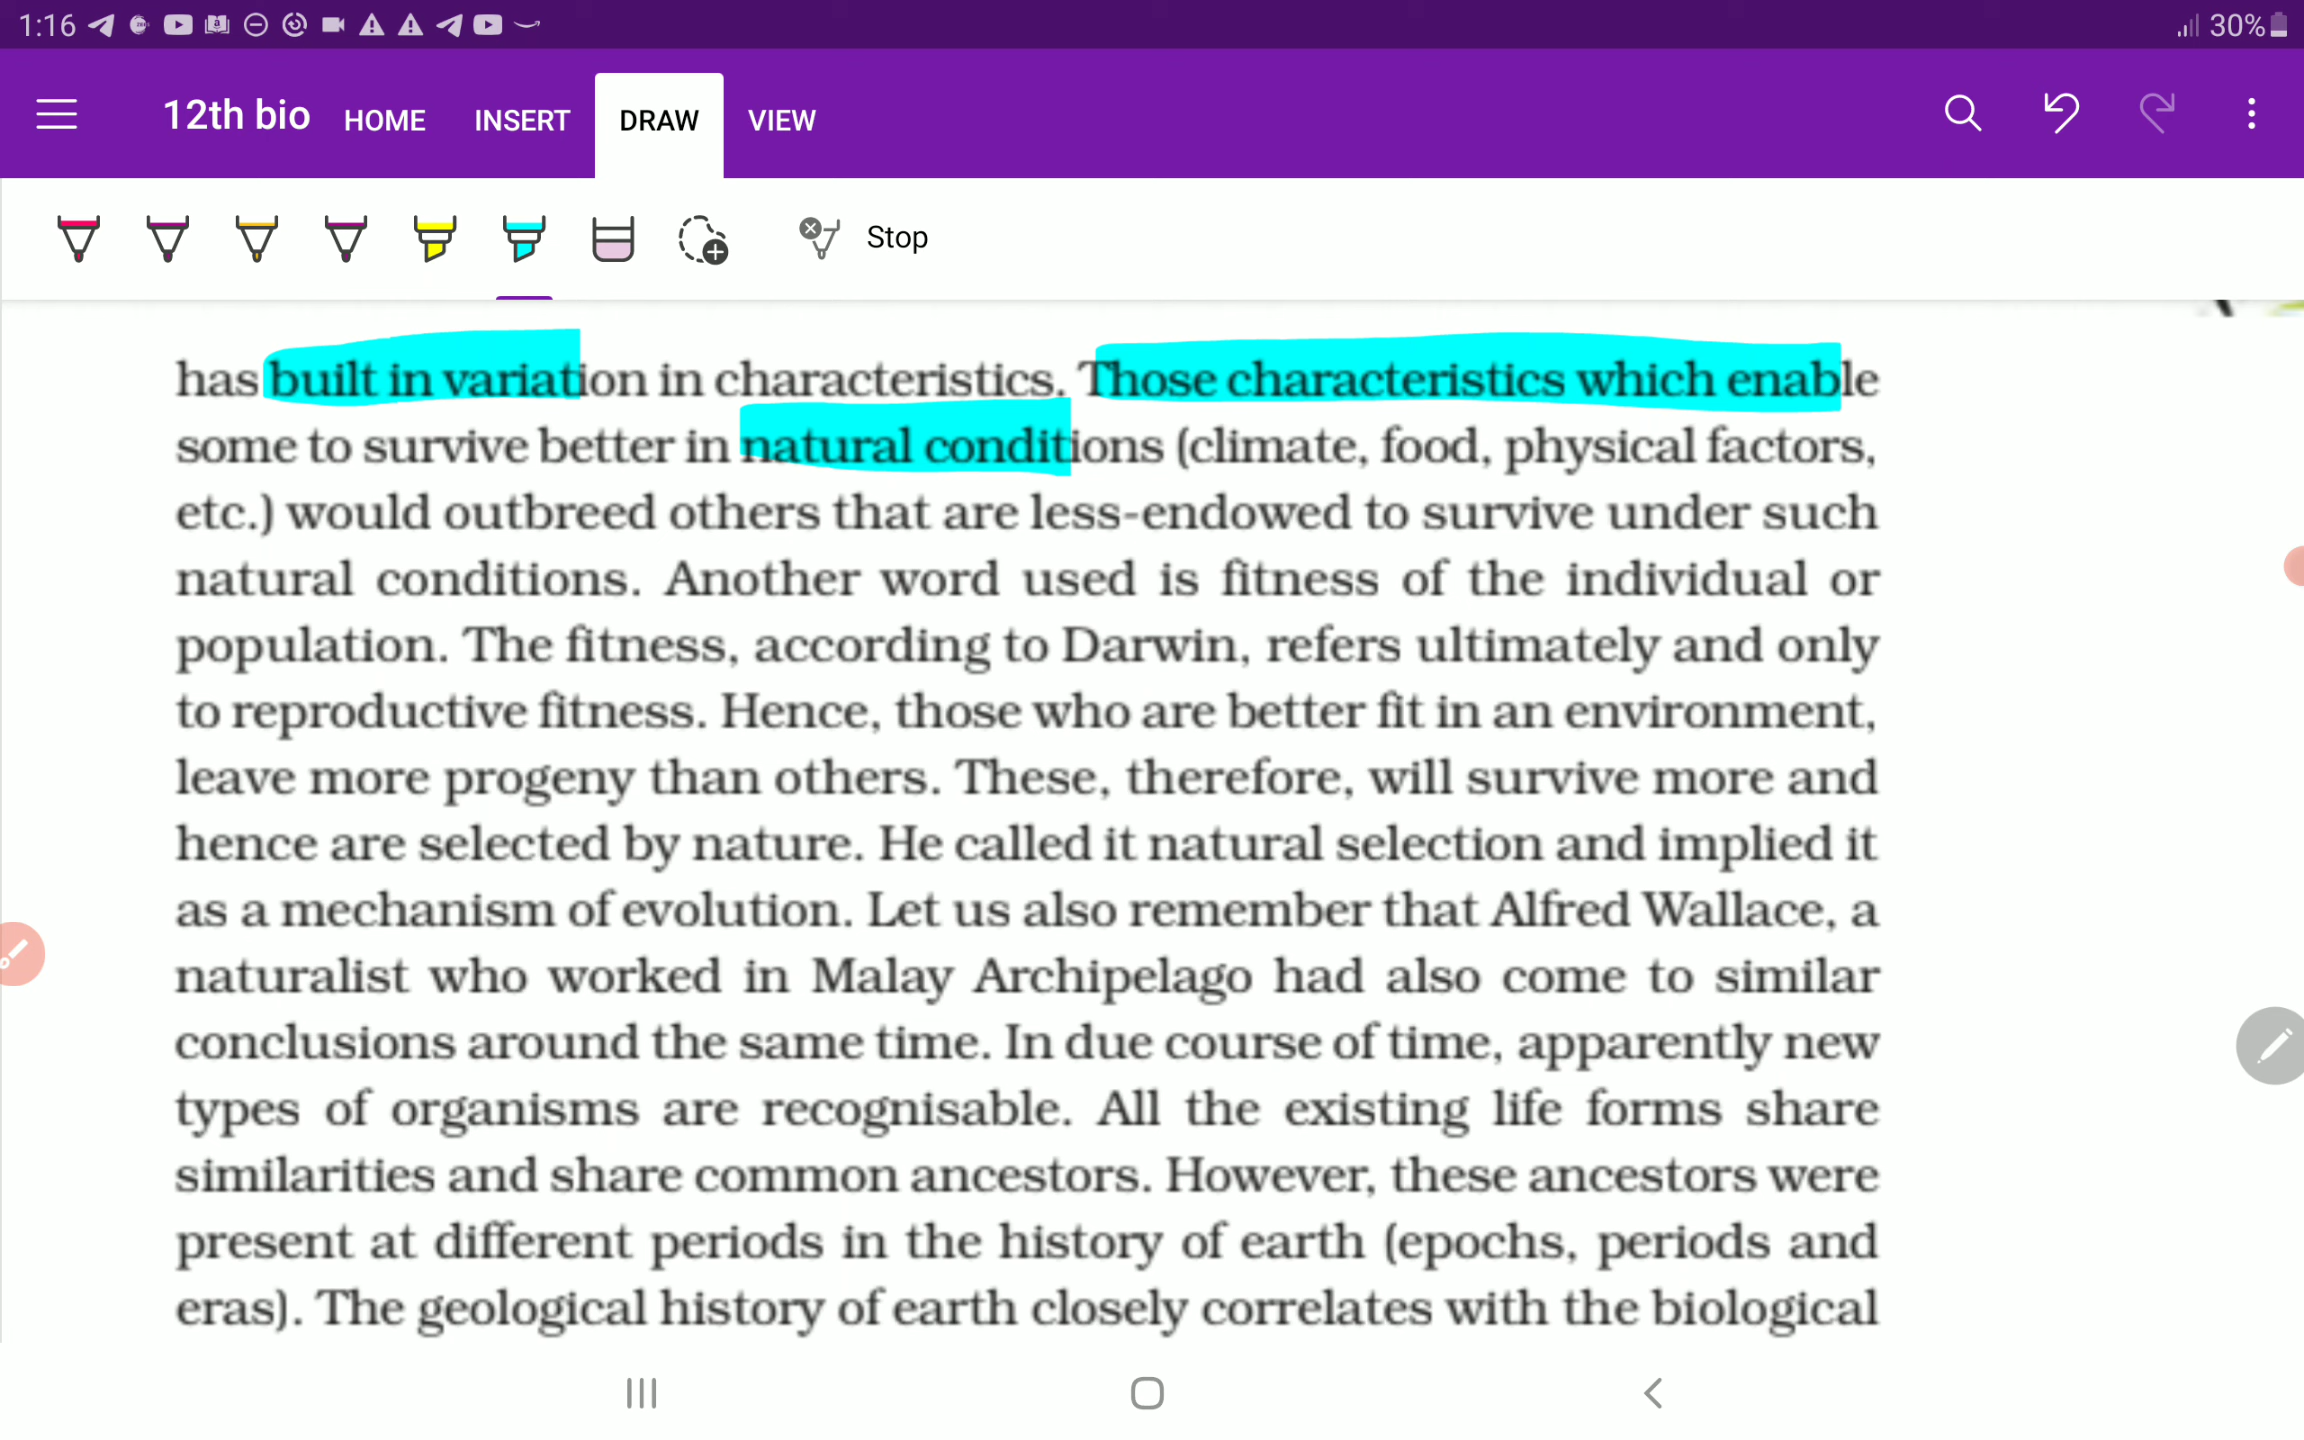 1:16
30%
12th bio HOME INSERT DRAW VIEW
Stop
has built in variation in characteristics. Those characteristics which enable
some to survive better in natural conditions (climate, food, physical factors,
etc.) would outbreed others that are less-endowed to survive under such
natural conditions. Another word used is fitness of the individual or
population. The fitness, according to Darwin, refers ultimately and only
to reproductive fitness. Hence, those who are better fit in an environment,
leave more progeny than others. These, therefore, will survive more and
hence are selected by nature. He called it natural selection and implied it
as a mechanism of evolution. Let us also remember that Alfred Wallace, a
naturalist who worked in Malay Archipelago had also come to similar
conclusions around the same time. In due course of time, apparently new
types of organisms are recognisable. All the existing life forms share
similarities and share common ancestors. However, these ancestors were
present at different periods in the history of earth (epochs, periods and
eras). The geological history of earth closely correlates with the biological